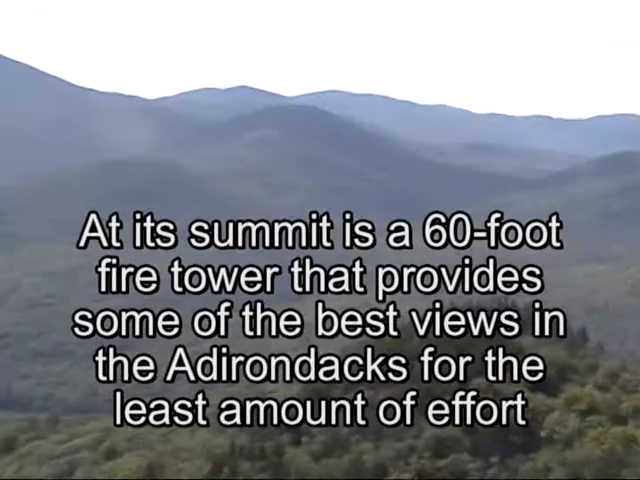 At its summit is a 60-foot
fire tower that provides
some of the best views in
the Adirondacks for the
least amount of effort